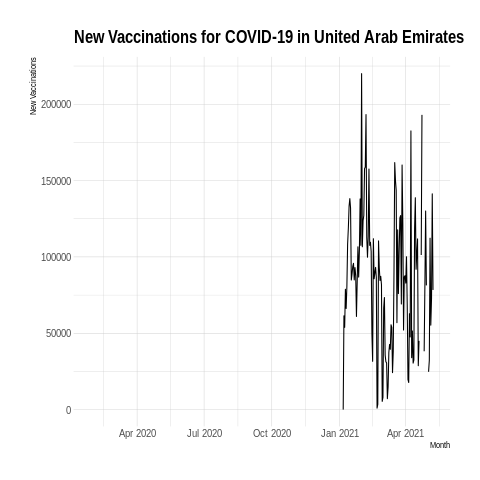 New Vaccinations for COVID-19 in United Arab Emirates
New Vaccinations
200000
150000
100000
50000
0
Apr 2020 Jul 2020 Oct 2020 Jan 2021 Apr 2021
Month